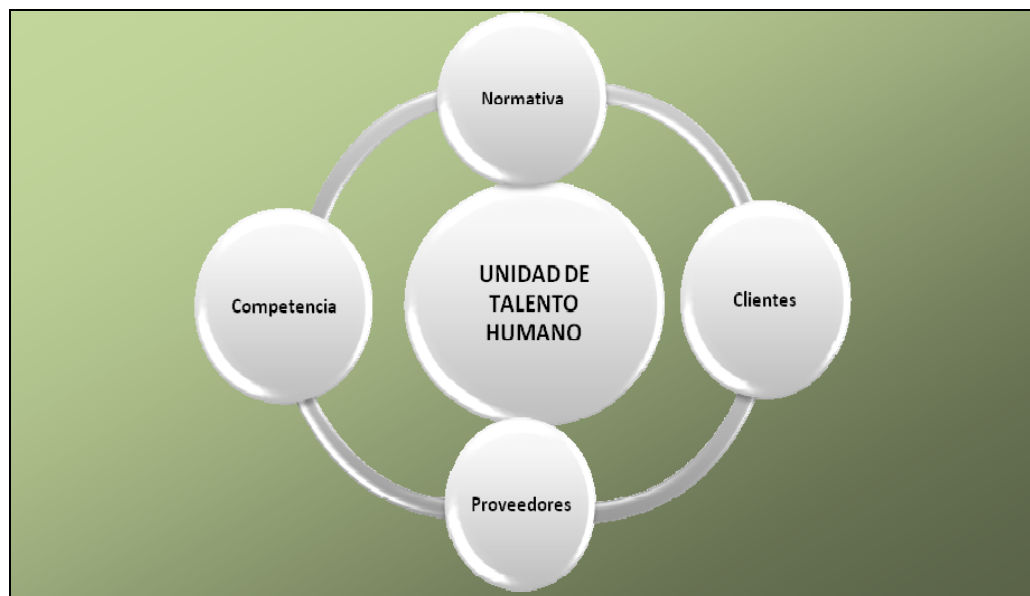 Normativa
Competencia
UNIDAD DE
TALENTO
HUMANO
Clientes
Proveedores